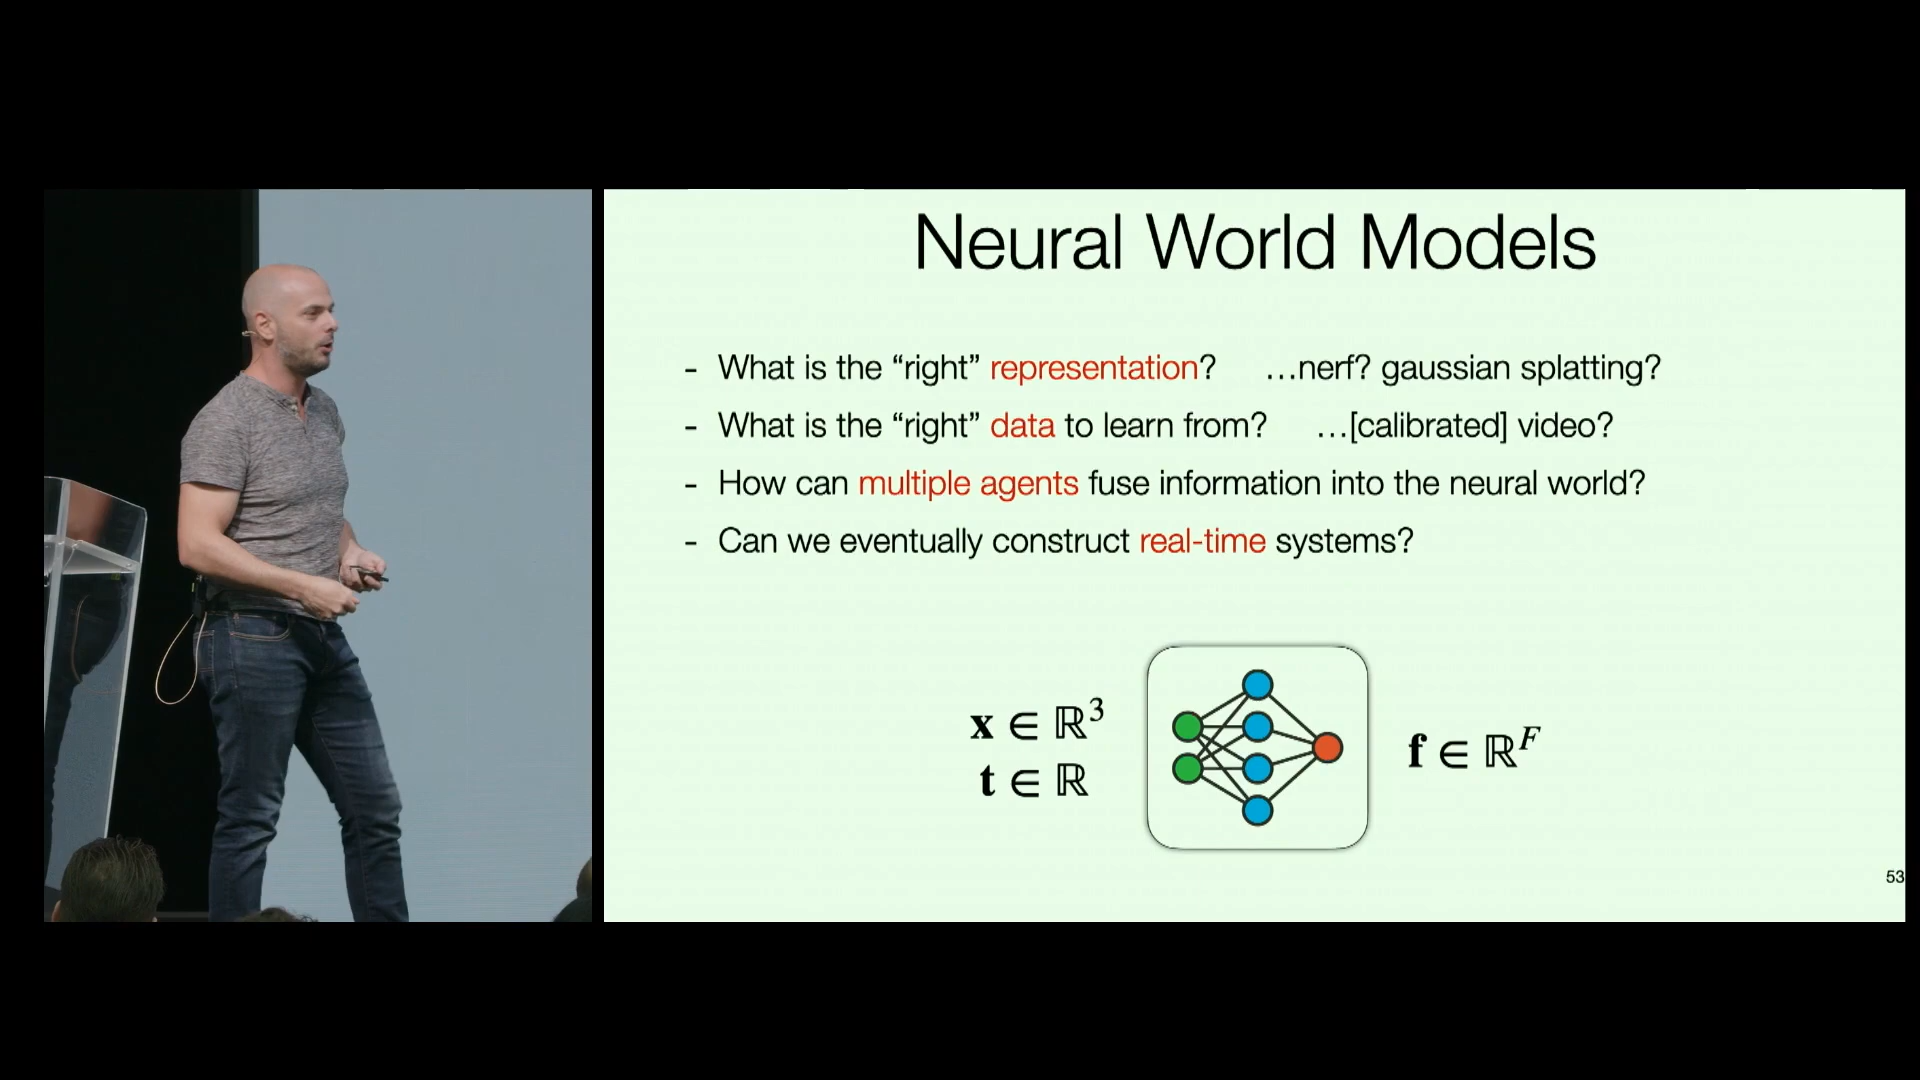 Neural World Models
- What is the “right” representation? …nerf? gaussian splatting?
- What is the “right” data to learn from? …[calibrated] video?
- How can multiple agents fuse information into the neural world?
- Can we eventually construct real-time systems?
x ∈ ℝ³
t ∈ ℝ
f ∈ ℝ^F
53